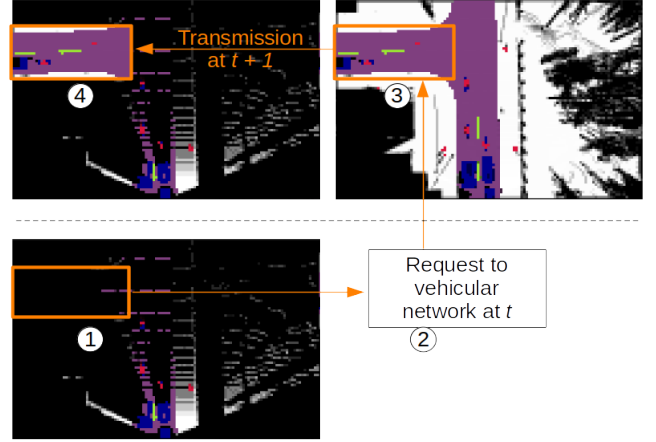 Transmission
at t + 1
4
3
Request to
vehicular
network at t
1
2